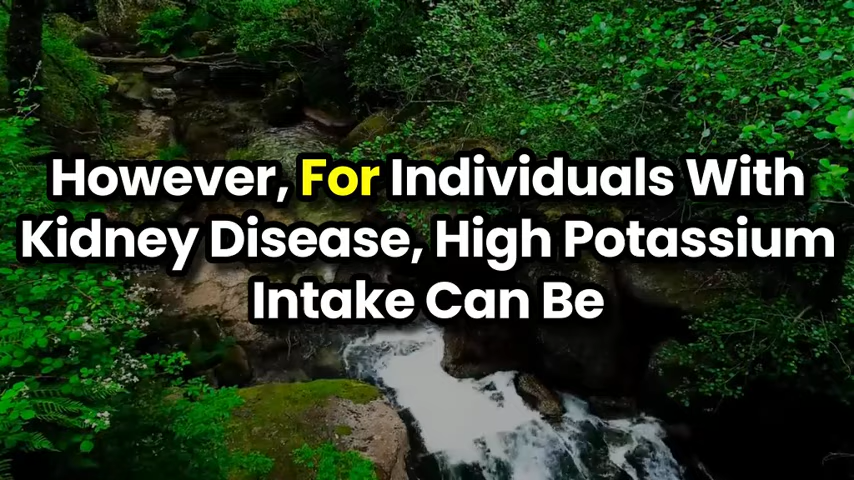 However, For Individuals With
Kidney Disease, High Potassium
Intake Can Be